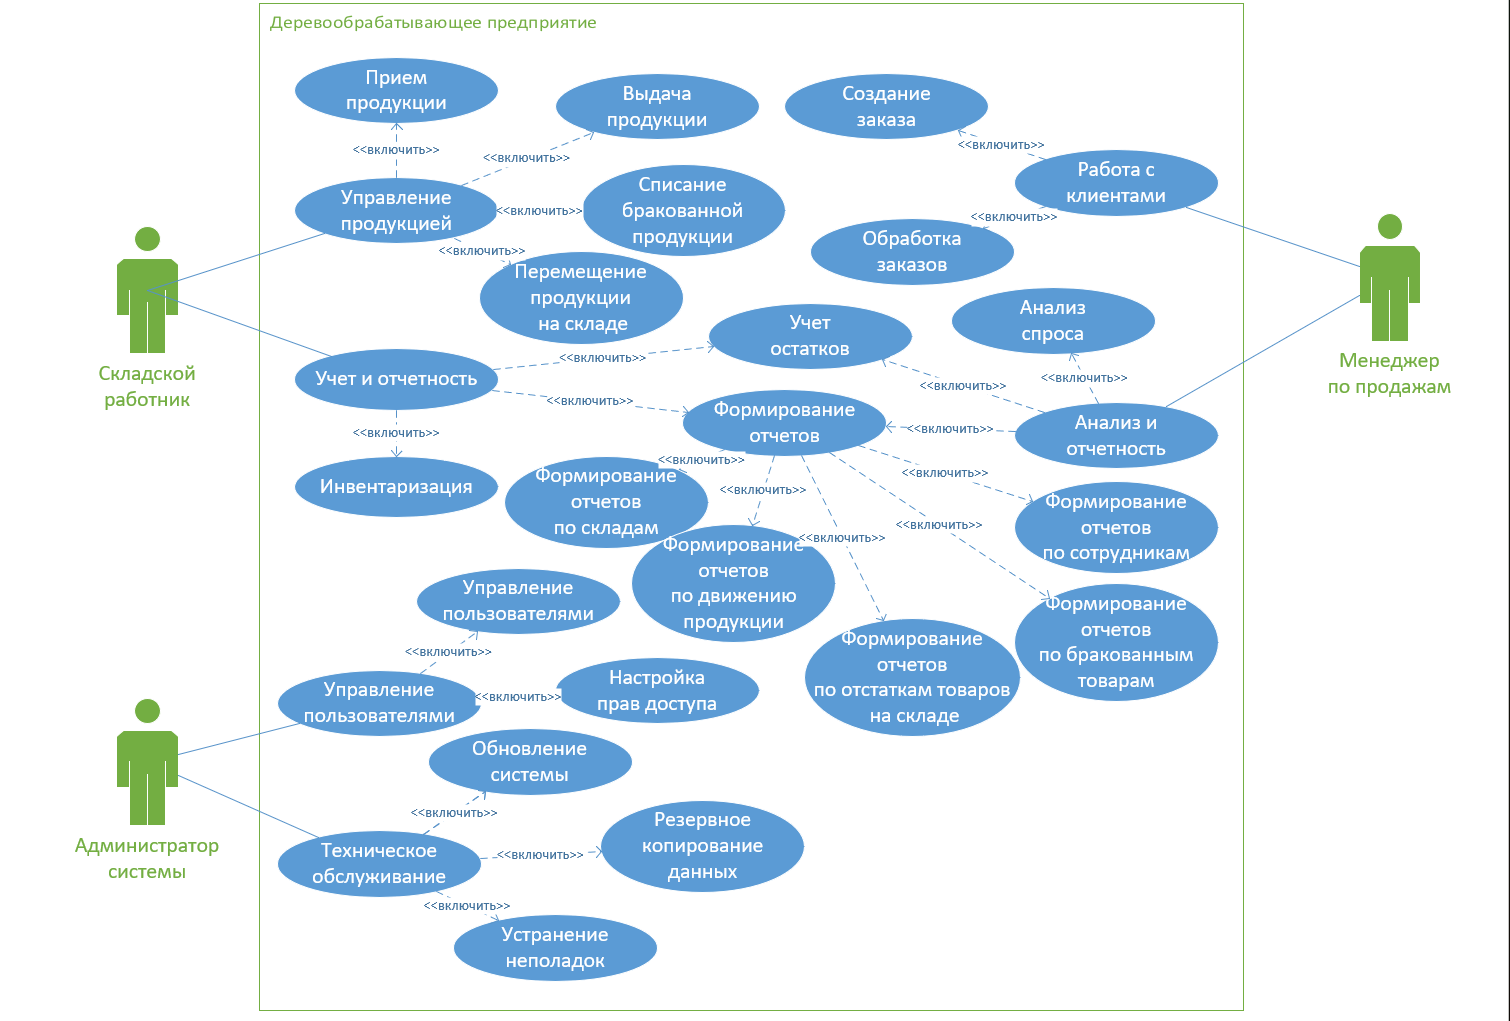 Деревообрабатывающее предприятие
Прием
продукции
Выдача
продукции
Создание
заказа
<<включить>>
<<включить>>
<<включить>>
Управление
продукцией
<<включить>>
Списание
бракованной
продукции
Работа с
клиентами
<<включить>>
<<включить>>
Перемещение
продукции
на складе
Обработка
заказов
Складской
работник
Менеджер
по продажам
Учет
остатков
Анализ
спроса
<<включить>>
Учет и отчетность
<<включить>>
<<включить>>
<<включить>>
Формирование
отчетов
<<включить>>
Анализ и
отчетность
<<включить>>
Инвентаризация
<<включить>>
Формирование
отчетов
по складам
<<включить>>
<<включить>>
<<включить>>
<<включить>>
Формирование
отчетов
по движению
продукции
Формирование
отчетов
по сотрудникам
Формирование
отчетов
по отстаткам товаров
на складе
Формирование
отчетов
по бракованным
товарам
Управление
пользователями
<<включить>>
Управление
пользователями
<<включить>>
Настройка
прав доступа
Администратор
системы
Обновление
системы
<<включить>>
Техническое
обслуживание
<<включить>>
Резервное
копирование
данных
<<включить>>
Устранение
неполадок